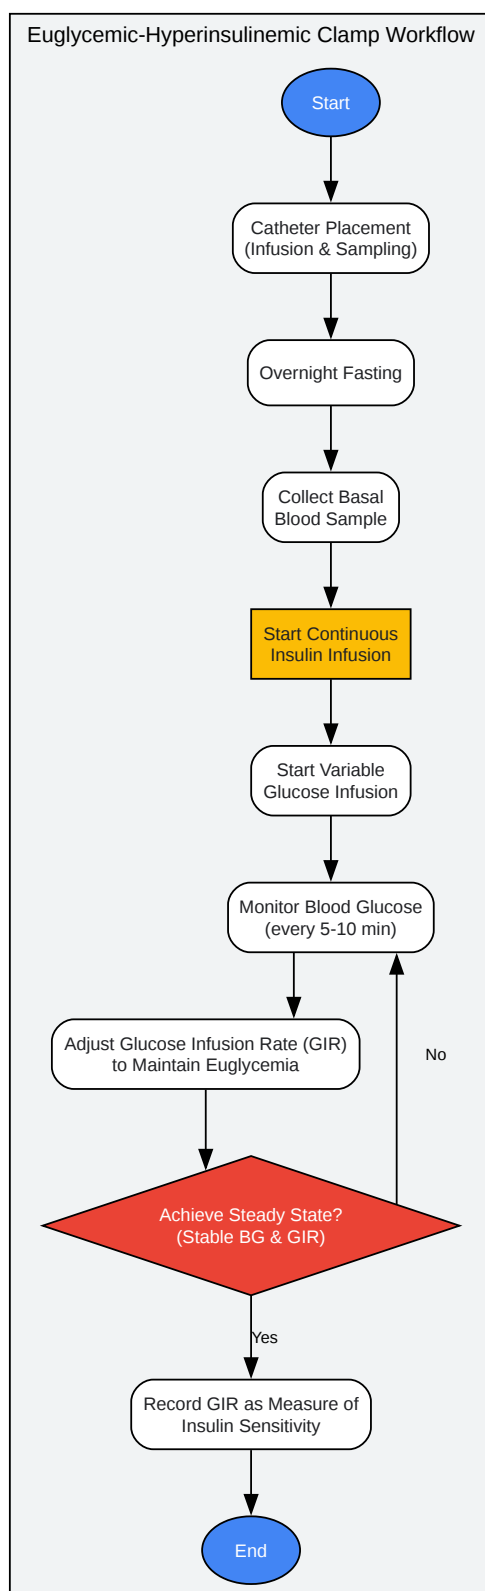 Euglycemic-Hyperinsulinemic Clamp Workflow
Start
Catheter Placement
(Infusion & Sampling)
Overnight Fasting
Collect Basal
Blood Sample
Start Continuous
Insulin Infusion
Start Variable
Glucose Infusion
Monitor Blood Glucose
(every 5-10 min)
Adjust Glucose Infusion Rate (GIR)
to Maintain Euglycemia
No
Achieve Steady State?
(Stable BG & GIR)
Yes
Record GIR as Measure of
Insulin Sensitivity
End